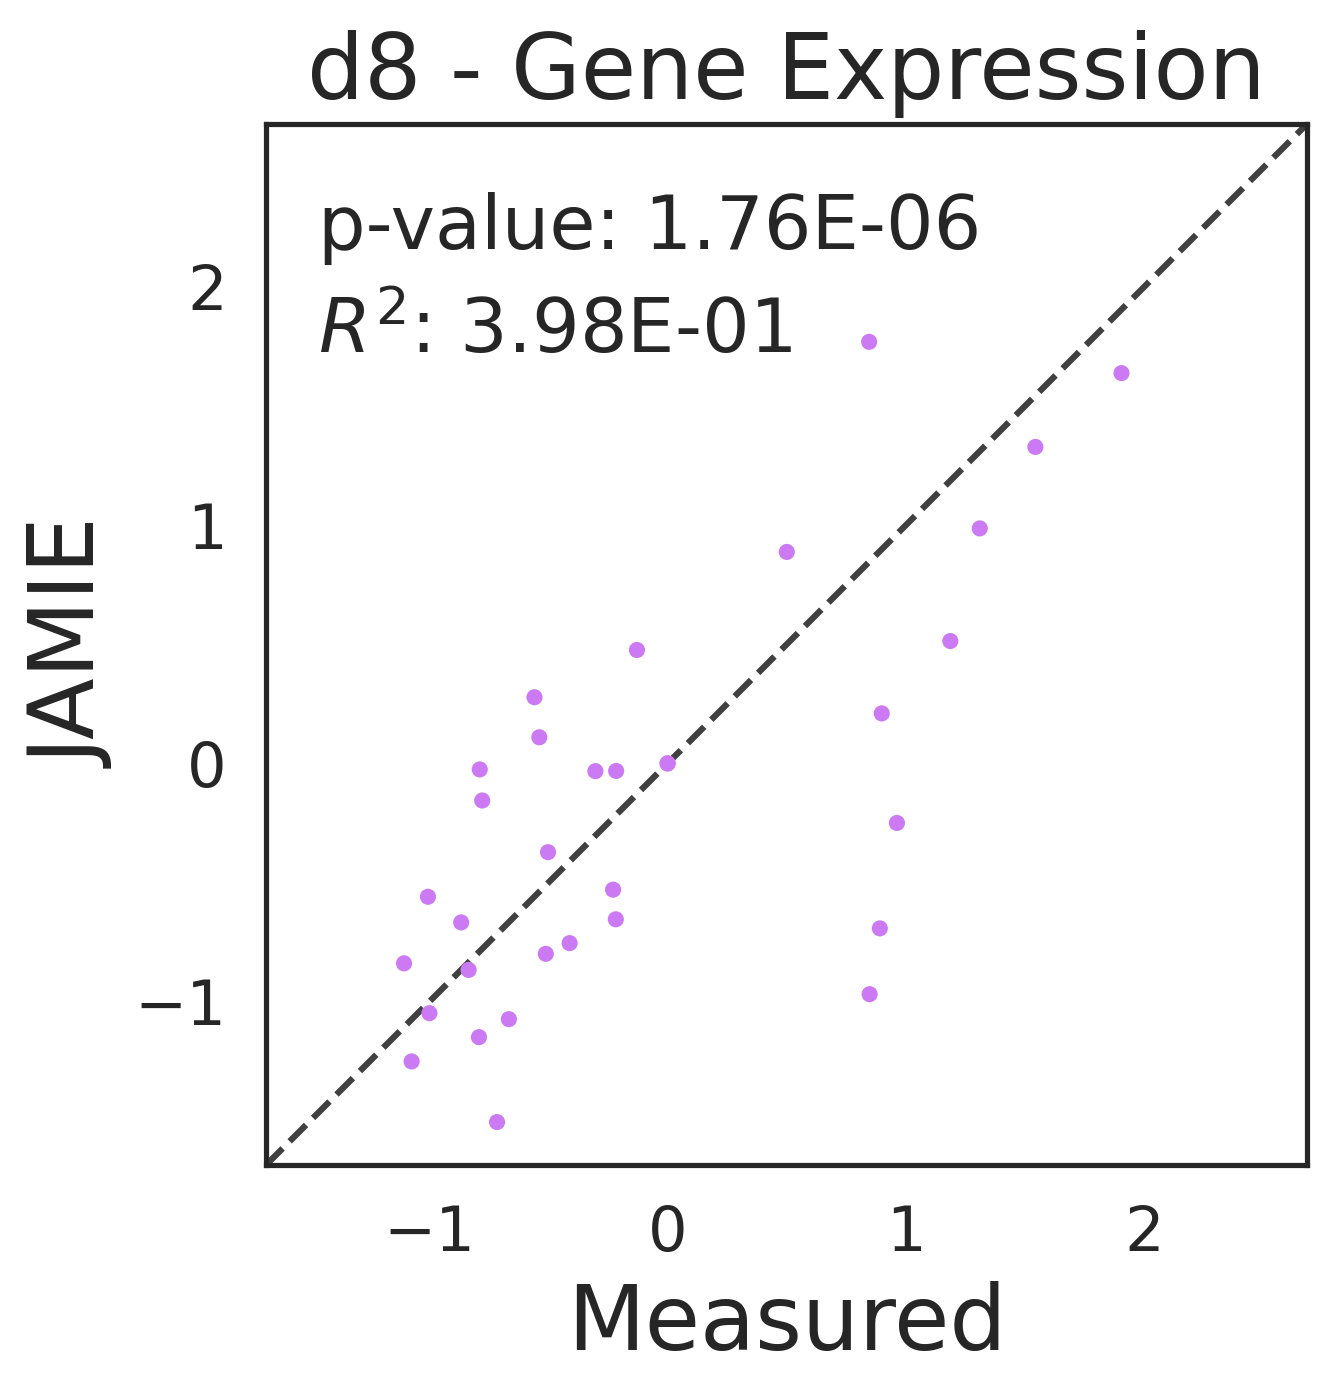 d8 - Gene Expression
p-value: 1.76E-06
R²: 3.98E-01
JAMIE
2
1
0
−1
−1 0 1 2
Measured